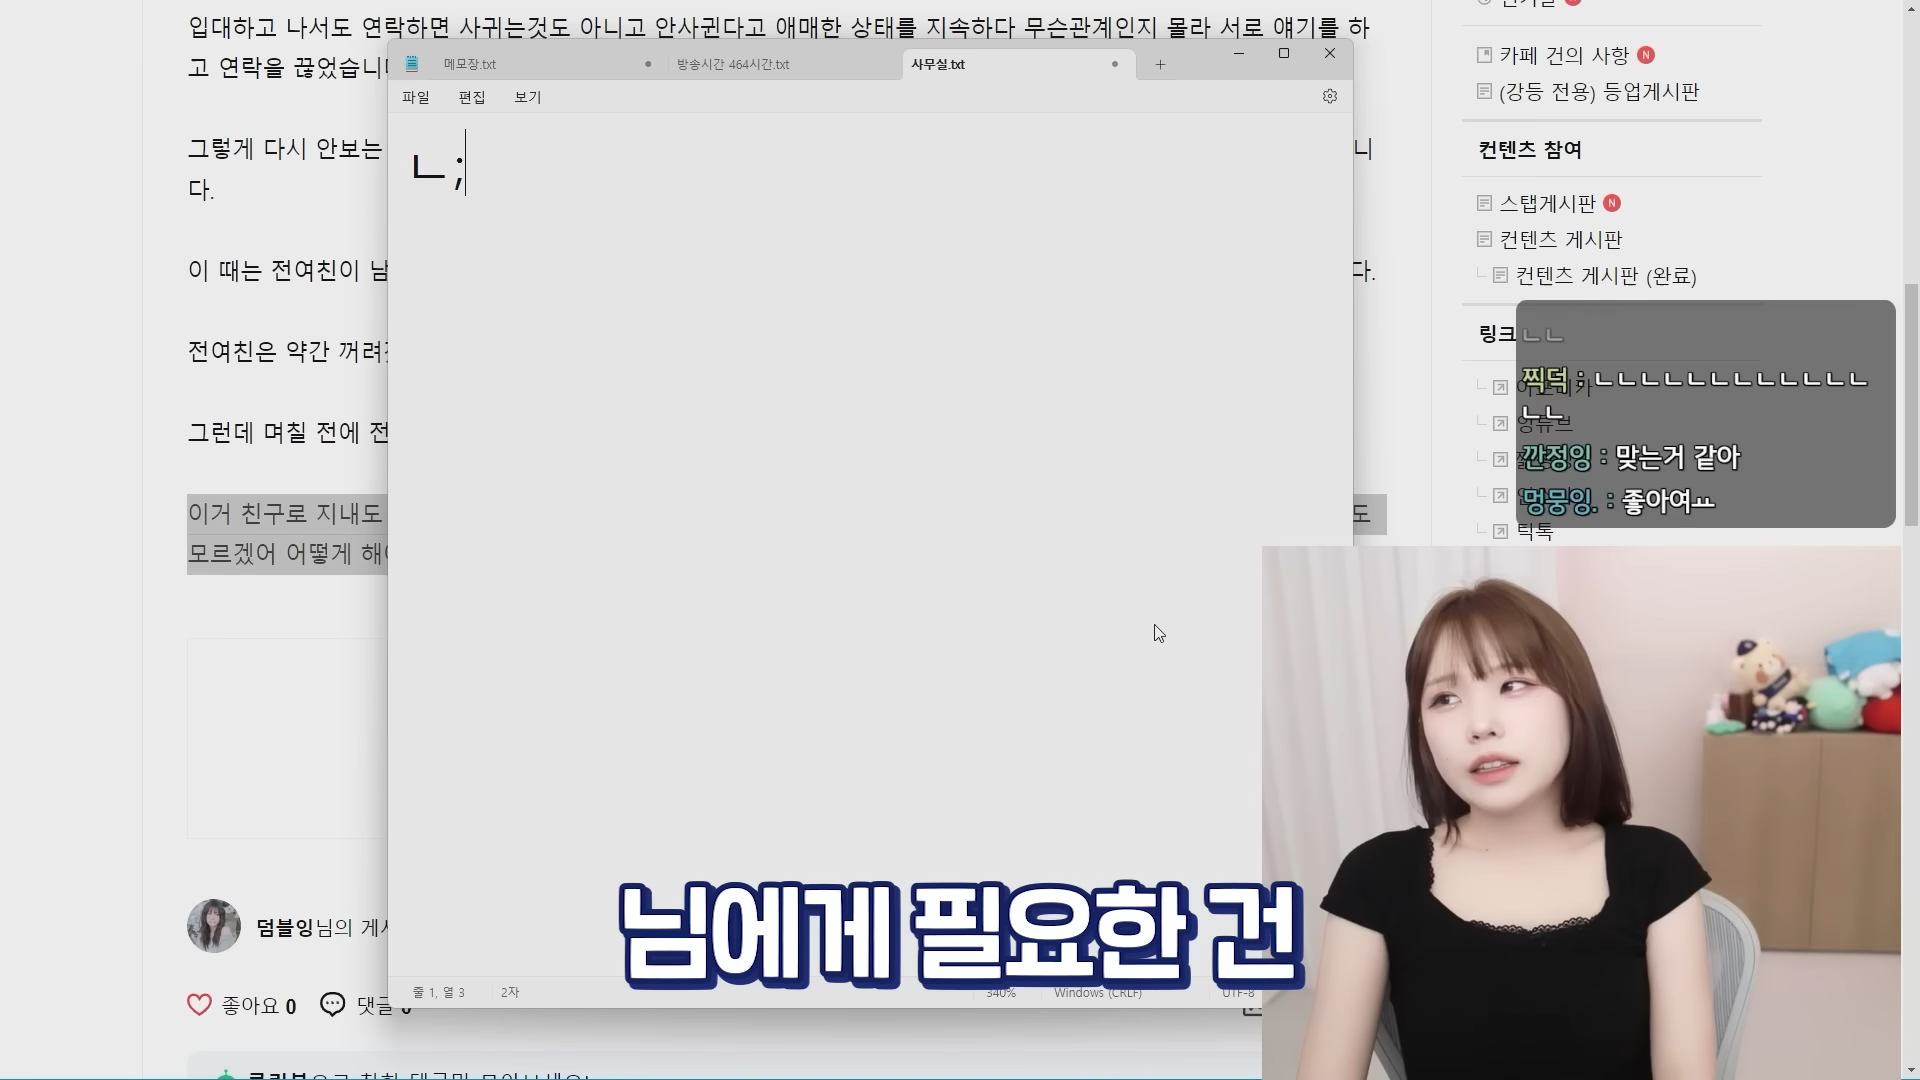 입대하고 나서도 연락하면 사귀는것도 아니고 안사귄다고 애매한 상태를 지속하다 무슨관계인지 몰라 서로 얘기를 하
고 연락을 끊었습니
그렇게 다시 안보는
니
다.
이 때는 전여친이 남
다.
전여친은 약간 꺼려
그런데 며칠 전에 전
이거 친구로 지내도
도
모르겠어 어떻게 해
덤블잉님의 게시
좋아요 0
댓글 0
메모장.txt
방송시간 464시간.txt
사무실.txt
파일
편집
보기
ㄴ;
줄 1, 열 3
2자
340%
Windows (CRLF)
UTF-8
카페 건의 사항 N
(강등 전용) 등업게시판
컨텐츠 참여
스탭게시판 N
컨텐츠 게시판
컨텐츠 게시판 (완료)
링크
틱톡
ㄴㄴ
찍덕 : ㄴㄴㄴㄴㄴㄴㄴㄴㄴㄴㄴㄴ
ㄴㄴ
깐정잉 : 맞는거 같아
멍뭉잉. : 좋아여ㅛ
님에게 필요한 건